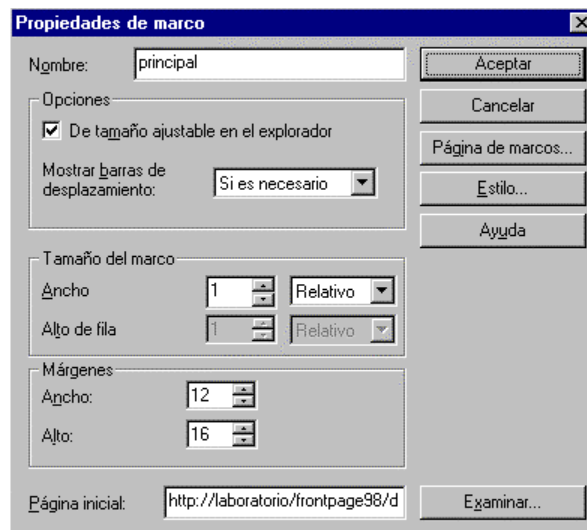 Propiedades de marco
Nombre: principal
Aceptar
Opciones
Cancelar
De tamaño ajustable en el explorador
Página de marcos...
Mostrar barras de
desplazamiento: Si es necesario
Estilo...
Ayuda
Tamaño del marco
Ancho 1 Relativo
Alto de fila 1 Relativo
Márgenes
Ancho: 12
Alto: 16
Página inicial: http://laboratorio/frontpage98/d Examinar...